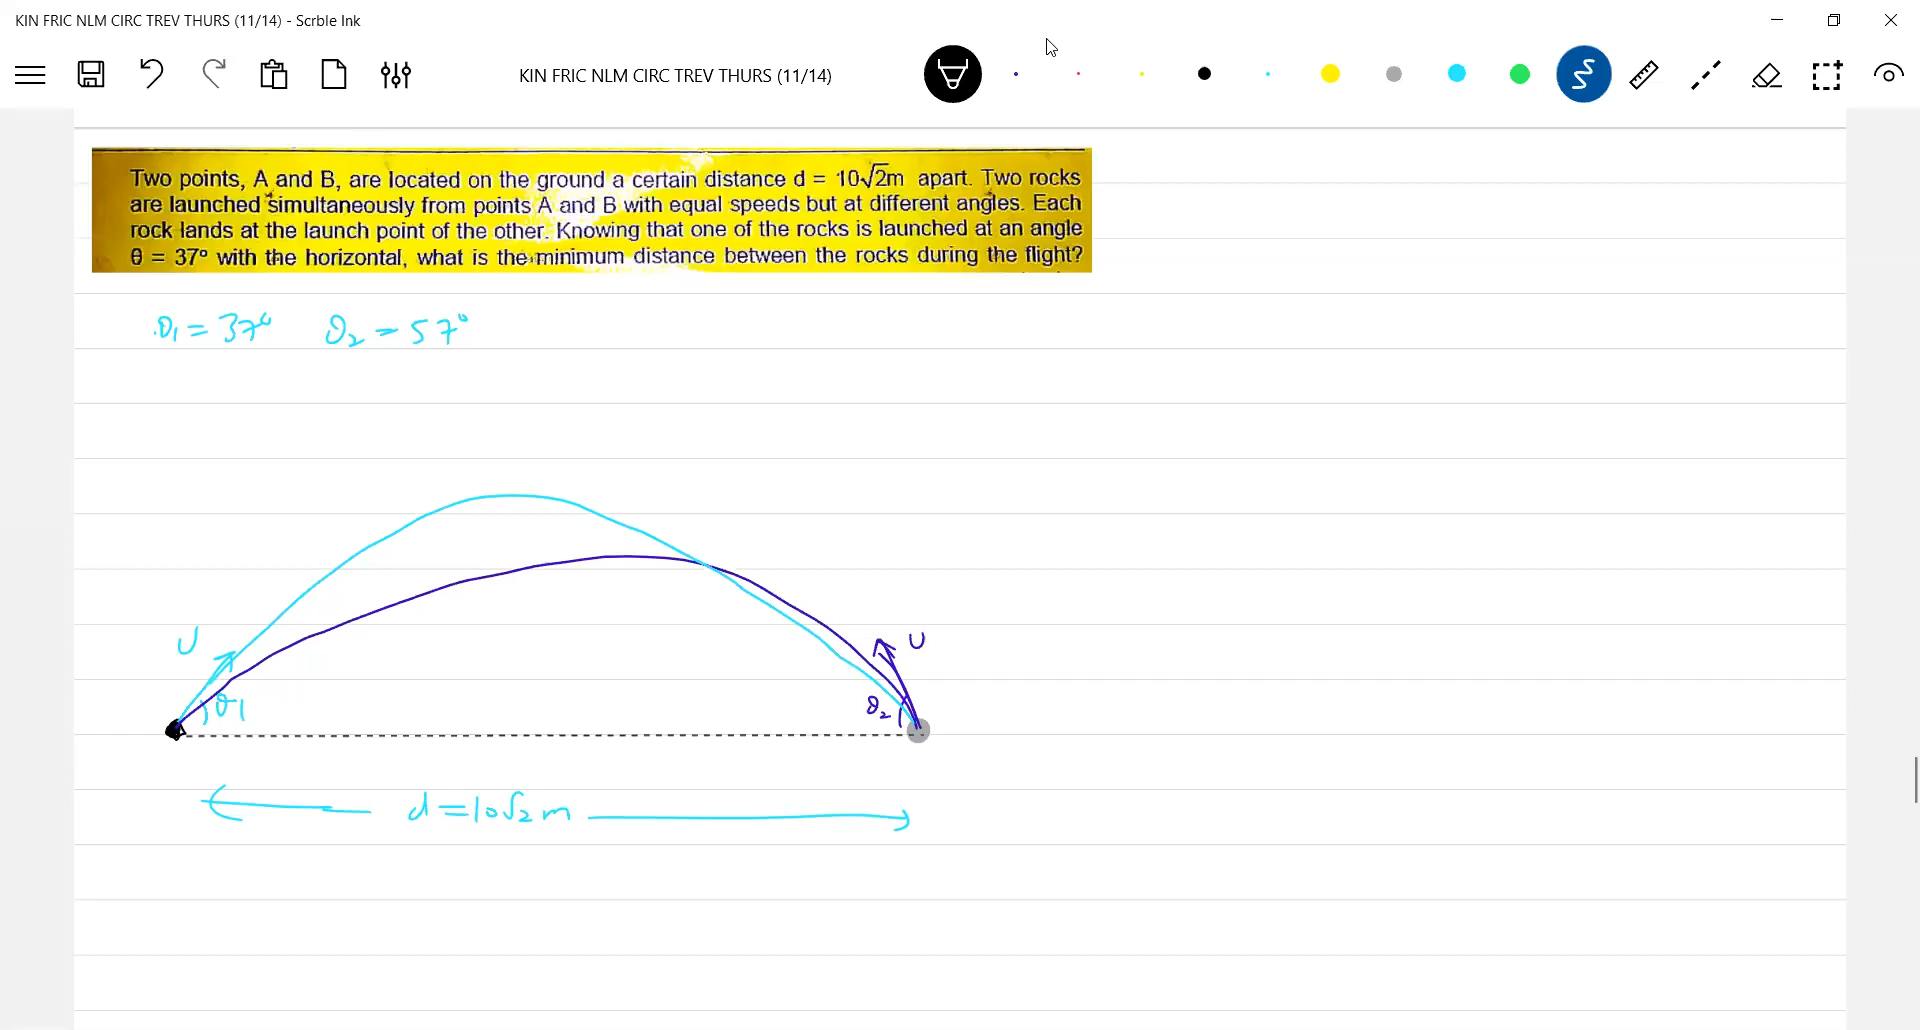 KIN FRIC NLM CIRC TREV THURS (11/14) - Scrble Ink
KIN FRIC NLM CIRC TREV THURS (11/14)
Two points, A and B, are located on the ground a certain distance d = 10√2m apart. Two rocks
are launched simultaneously from points A and B with equal speeds but at different angles. Each
rock lands at the launch point of the other. Knowing that one of the rocks is launched at an angle
θ = 37° with the horizontal, what is the minimum distance between the rocks during the flight?
θ₁ = 37° θ₂ = 57°
U
U
θ₁
θ₂
d = 10√2 m